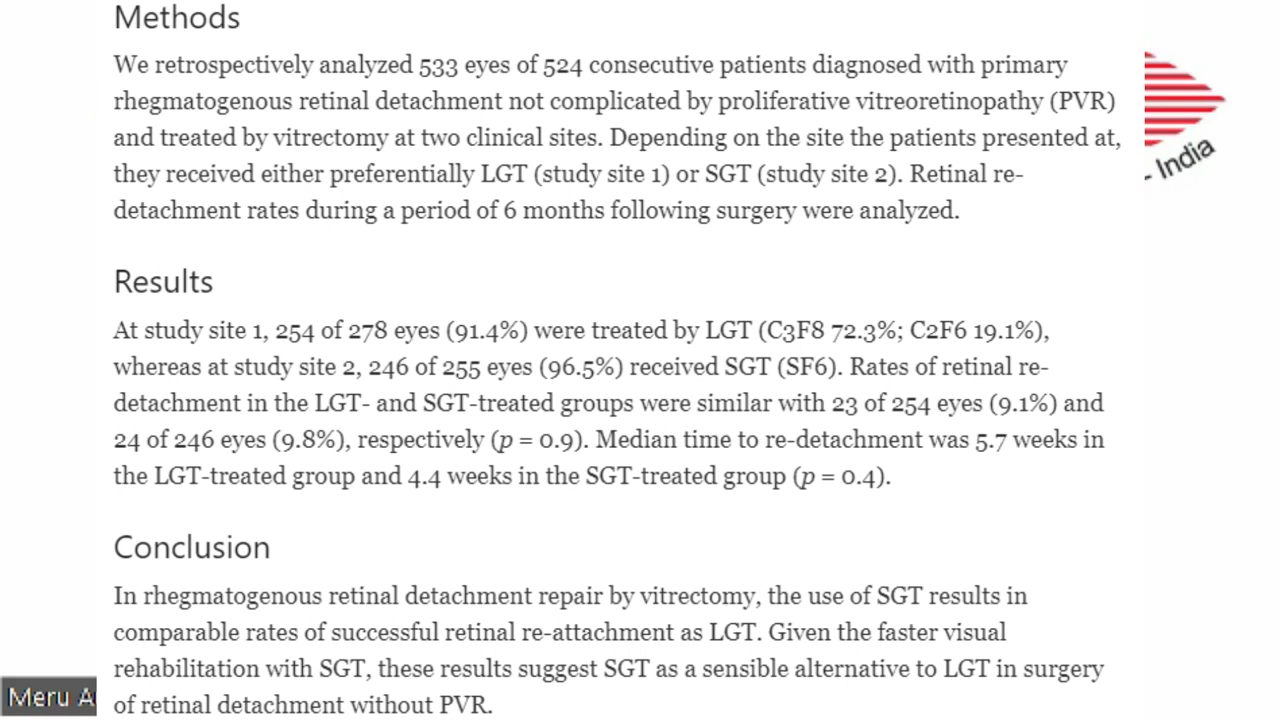 Methods
We retrospectively analyzed 533 eyes of 524 consecutive patients diagnosed with primary
rhegmatogenous retinal detachment not complicated by proliferative vitreoretinopathy (PVR)
and treated by vitrectomy at two clinical sites. Depending on the site the patients presented at,
they received either preferentially LGT (study site 1) or SGT (study site 2). Retinal re-
detachment rates during a period of 6 months following surgery were analyzed.
- India
Results
At study site 1, 254 of 278 eyes (91.4%) were treated by LGT (C3F8 72.3%; C2F6 19.1%),
whereas at study site 2, 246 of 255 eyes (96.5%) received SGT (SF6). Rates of retinal re-
detachment in the LGT- and SGT-treated groups were similar with 23 of 254 eyes (9.1%) and
24 of 246 eyes (9.8%), respectively (p = 0.9). Median time to re-detachment was 5.7 weeks in
the LGT-treated group and 4.4 weeks in the SGT-treated group (p = 0.4).
Conclusion
In rhegmatogenous retinal detachment repair by vitrectomy, the use of SGT results in
comparable rates of successful retinal re-attachment as LGT. Given the faster visual
rehabilitation with SGT, these results suggest SGT as a sensible alternative to LGT in surgery
of retinal detachment without PVR.
Meru A